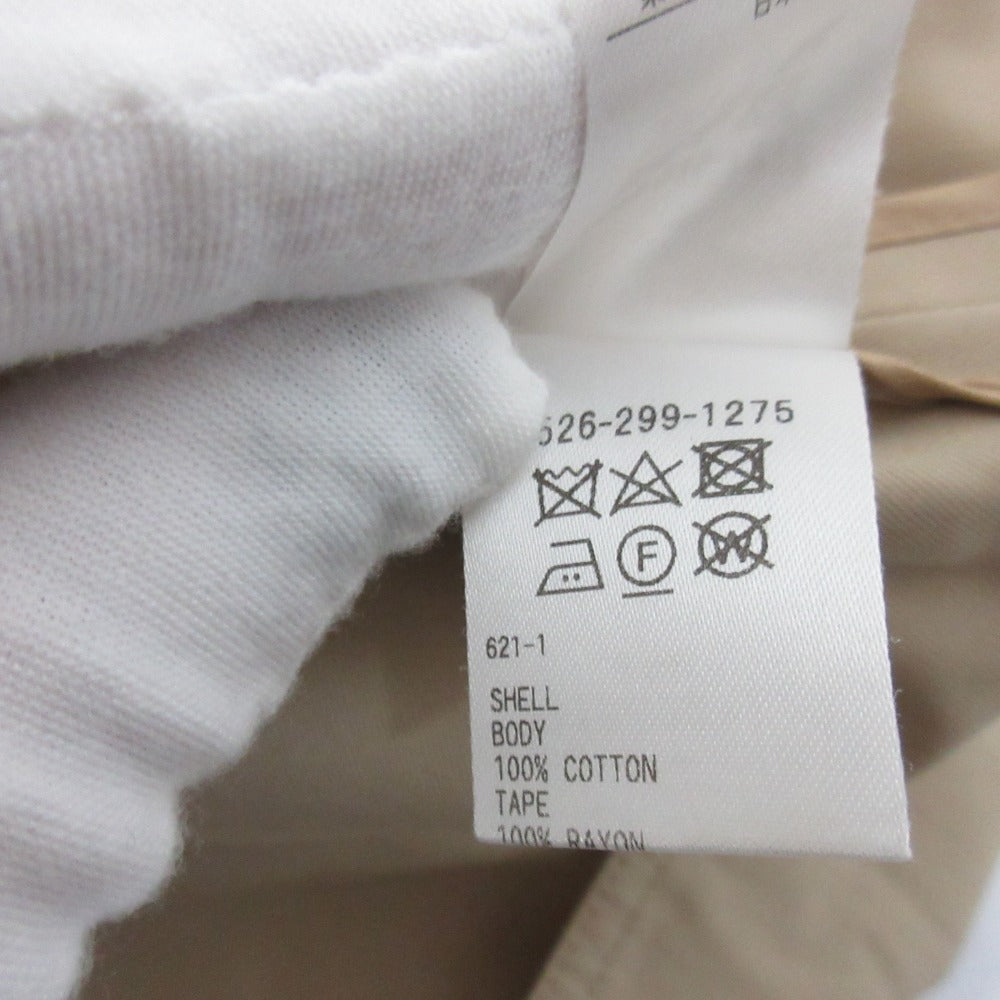 526-299-1275
F
W
621-1
SHELL
BODY
100% COTTON
TAPE
100% RAYON